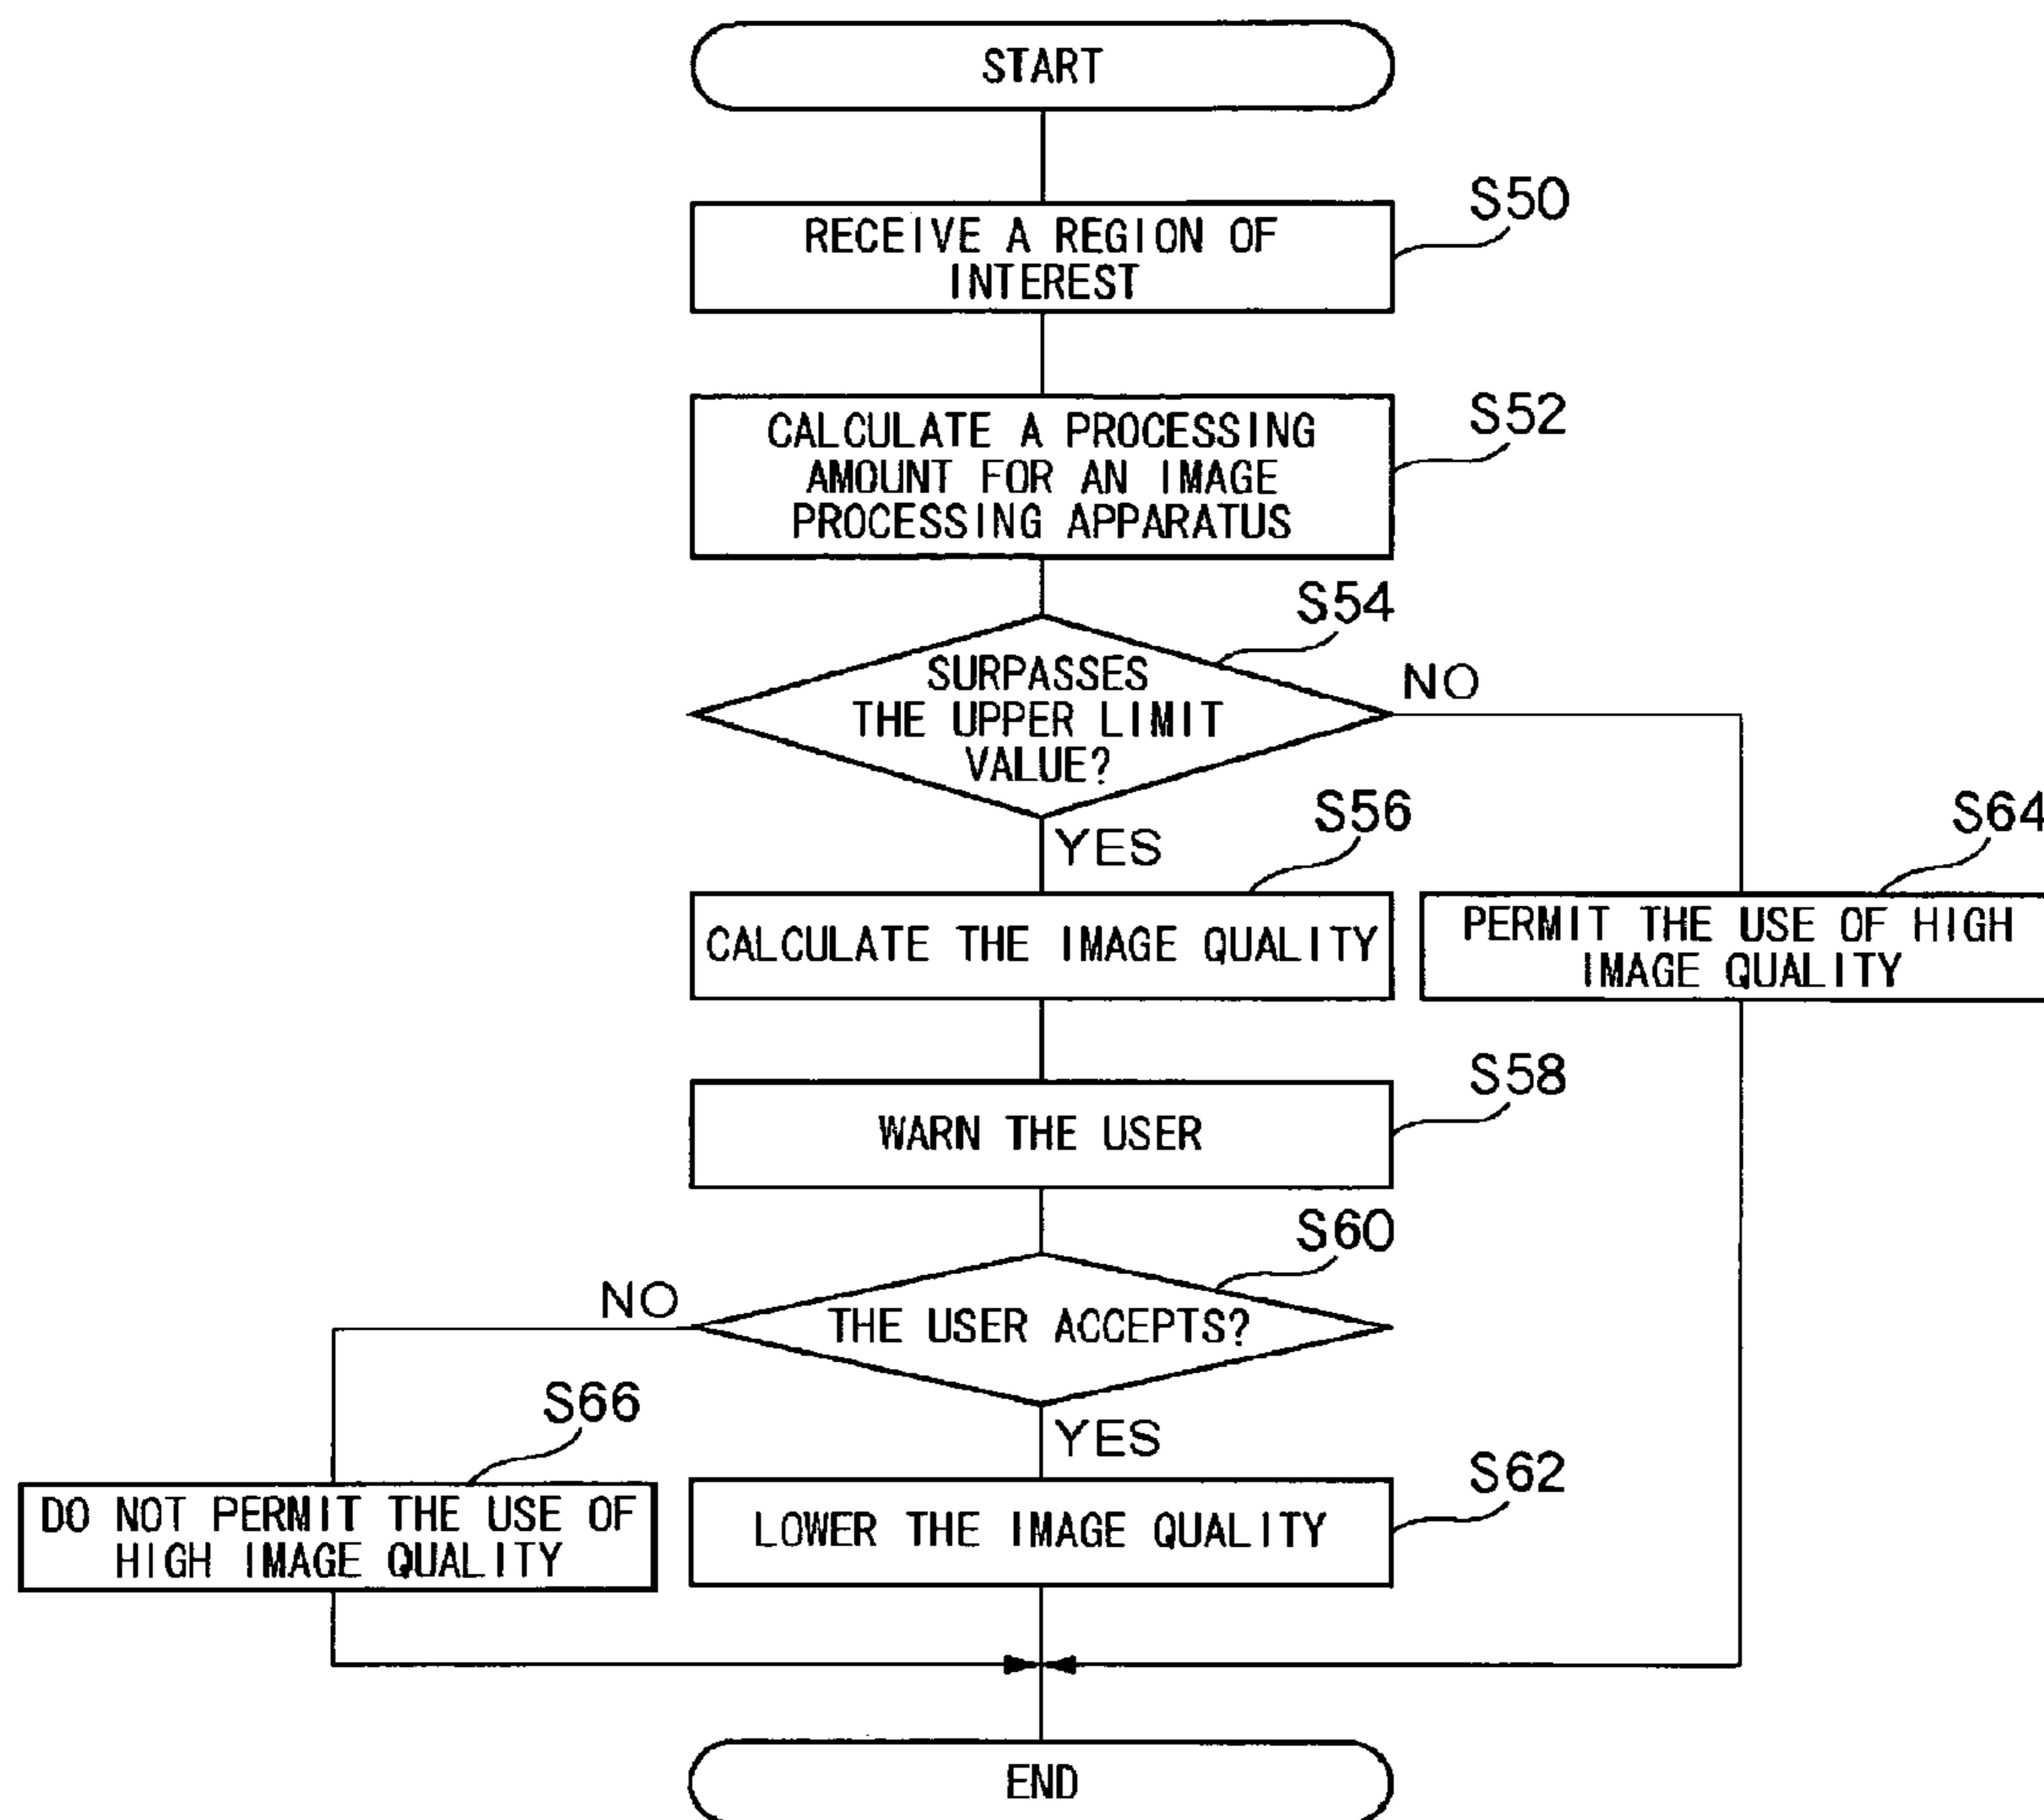 START
S50
RECEIVE A REGION OF
INTEREST
S52
CALCULATE A PROCESSING
AMOUNT FOR AN IMAGE
PROCESSING APPARATUS
S54
SURPASSES
THE UPPER LIMIT
VALUE?
NO
YES
S56
CALCULATE THE IMAGE QUALITY
S64
PERMIT THE USE OF HIGH
IMAGE QUALITY
S58
WARN THE USER
S60
THE USER ACCEPTS?
NO
YES
S66
DO NOT PERMIT THE USE OF
HIGH IMAGE QUALITY
S62
LOWER THE IMAGE QUALITY
END